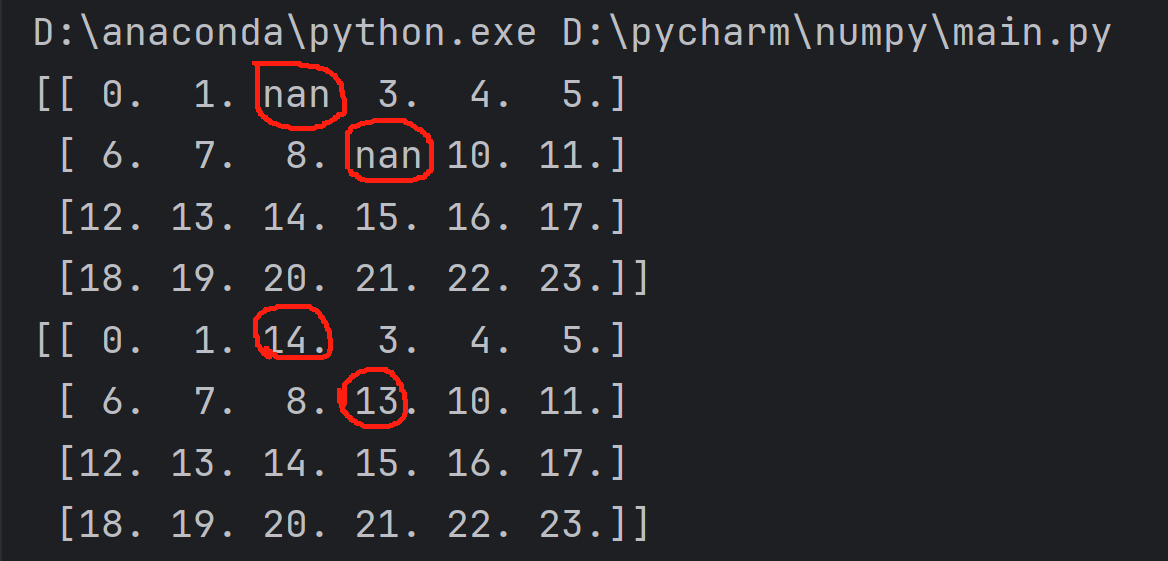 D:\anaconda\python.exe D:\pycharm\numpy\main.py
[[ 0.  1. nan  3.  4.  5.]
 [ 6.  7.  8. nan 10. 11.]
 [12. 13. 14. 15. 16. 17.]
 [18. 19. 20. 21. 22. 23.]]
[[ 0.  1. 14.  3.  4.  5.]
 [ 6.  7.  8. 13. 10. 11.]
 [12. 13. 14. 15. 16. 17.]
 [18. 19. 20. 21. 22. 23.]]